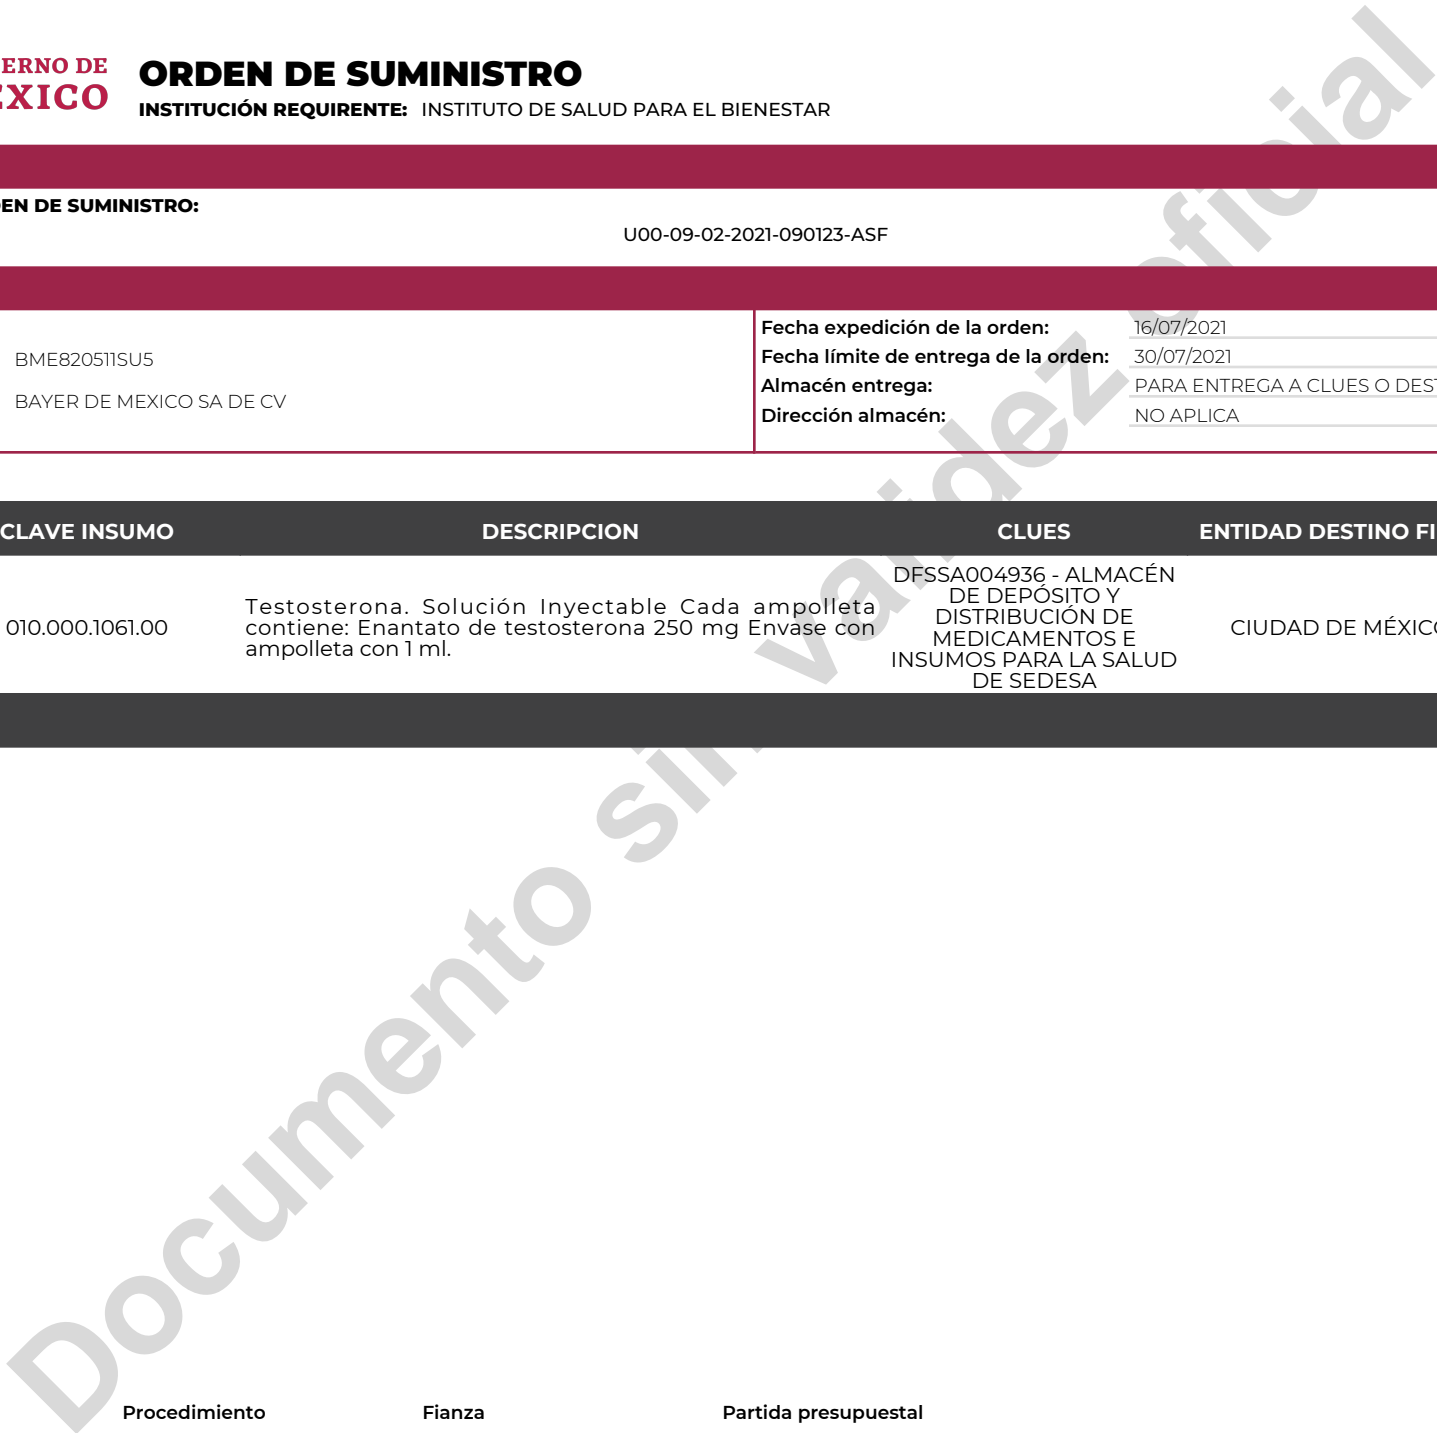 ERNO DE
ÉXICO
ORDEN DE SUMINISTRO
INSTITUCIÓN REQUIRENTE: INSTITUTO DE SALUD PARA EL BIENESTAR
EN DE SUMINISTRO:
U00-09-02-2021-090123-ASF
BME820511SU5
BAYER DE MEXICO SA DE CV
Fecha expedición de la orden: 16/07/2021
Fecha límite de entrega de la orden: 30/07/2021
Almacén entrega: PARA ENTREGA A CLUES O DEST
Dirección almacén: NO APLICA
CLAVE INSUMO DESCRIPCION CLUES ENTIDAD DESTINO FI
010.000.1061.00
Testosterona. Solución Inyectable Cada ampolleta
contiene: Enantato de testosterona 250 mg Envase con
ampolleta con 1 ml.
DFSSA004936 - ALMACÉN
DE DEPÓSITO Y
DISTRIBUCIÓN DE
MEDICAMENTOS E
INSUMOS PARA LA SALUD
DE SEDESA
CIUDAD DE MÉXICO
Documento sin validez oficial
Procedimiento Fianza Partida presupuestal